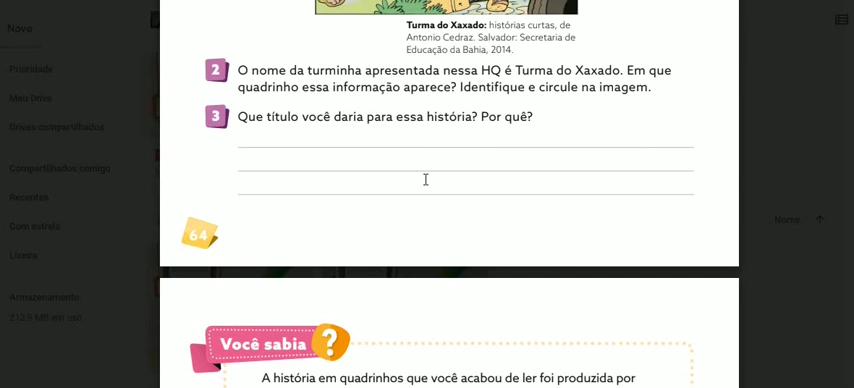 Novo
Prioridade
Meu Drive
Drives compartilhados
Compartilhados comigo
Recentes
Com estrela
Lixeira
Armazenamento
212,9 MB em uso
Nome
Turma do Xaxado: histórias curtas, de
Antonio Cedraz. Salvador: Secretaria de
Educação da Bahia, 2014.
2 O nome da turminha apresentada nessa HQ é Turma do Xaxado. Em que
quadrinho essa informação aparece? Identifique e circule na imagem.
3 Que título você daria para essa história? Por quê?
64
Você sabia ?
A história em quadrinhos que você acabou de ler foi produzida por